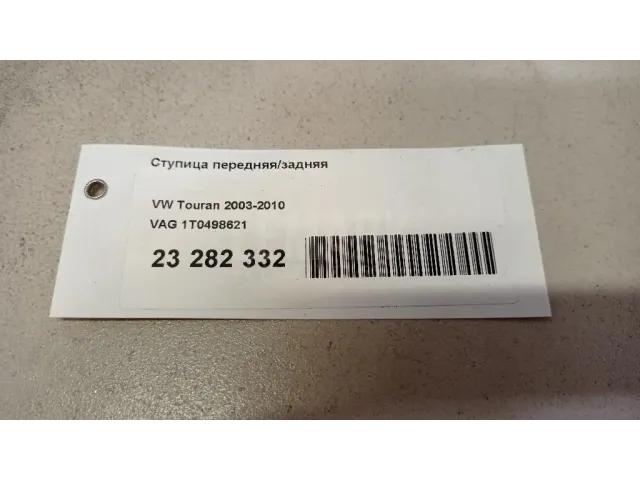 Ступица передняя/задняя
VW Touran 2003-2010
VAG 1T0498621
23 282 332